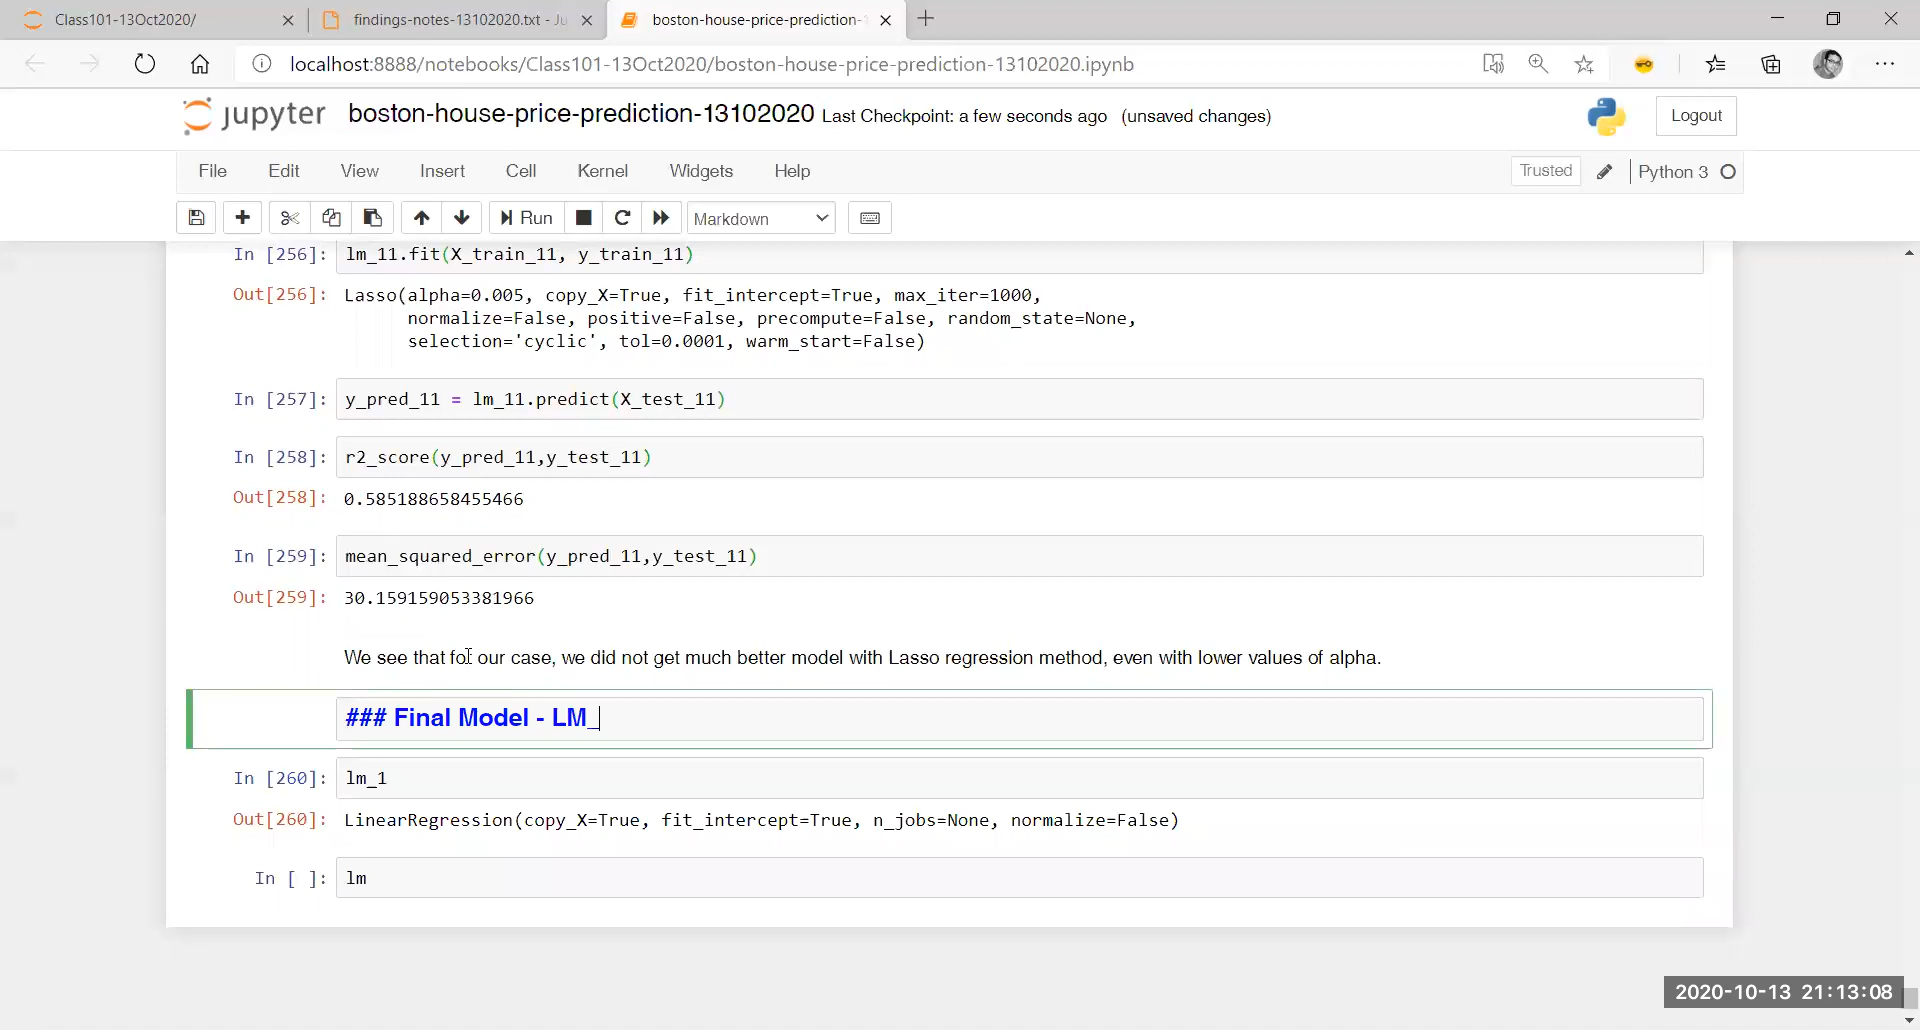 Class101-13Oct2020/
findings-notes-13102020.txt - Ju
boston-house-price-prediction-
localhost:8888/notebooks/Class101-13Oct2020/boston-house-price-prediction-13102020.ipynb
jupyter boston-house-price-prediction-13102020 Last Checkpoint: a few seconds ago (unsaved changes)
Logout
File Edit View Insert Cell Kernel Widgets Help
Trusted Python 3
Run Markdown
In [256]: lm_11.fit(X_train_11, y_train_11)
Out[256]: Lasso(alpha=0.005, copy_X=True, fit_intercept=True, max_iter=1000,
normalize=False, positive=False, precompute=False, random_state=None,
selection='cyclic', tol=0.0001, warm_start=False)
In [257]: y_pred_11 = lm_11.predict(X_test_11)
In [258]: r2_score(y_pred_11,y_test_11)
Out[258]: 0.585188658455466
In [259]: mean_squared_error(y_pred_11,y_test_11)
Out[259]: 30.159159053381966
We see that for our case, we did not get much better model with Lasso regression method, even with lower values of alpha.
### Final Model - LM_
In [260]: lm_1
Out[260]: LinearRegression(copy_X=True, fit_intercept=True, n_jobs=None, normalize=False)
In [ ]: lm
2020-10-13 21:13:08